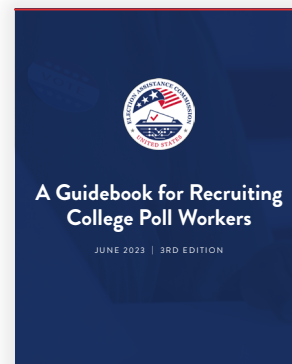 ELECTION ASSISTANCE COMMISSION
UNITED STATES
A Guidebook for Recruiting
College Poll Workers
JUNE 2023 | 3RD EDITION